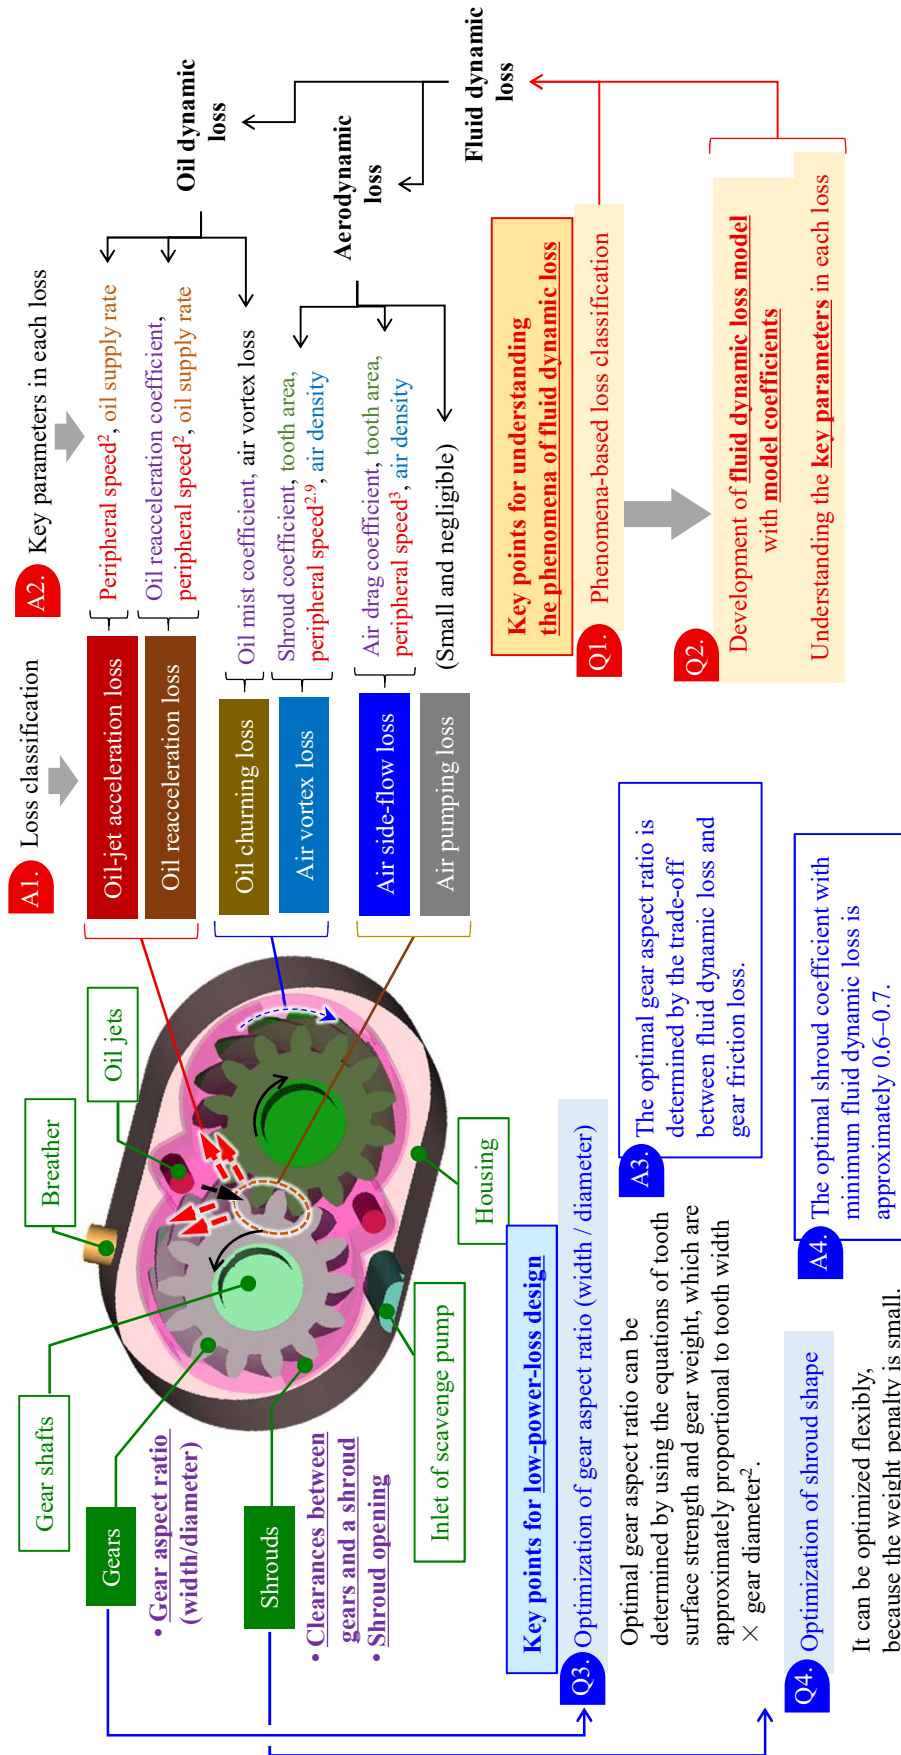 Gear shafts
Breather
Oil jets
Gears
• Gear aspect ratio
(width/diameter)
Shrouds
• Clearances between
gears and a shroud
• Shroud opening
Inlet of scavenge pump
Housing
A1. Loss classification
A2. Key parameters in each loss
Oil-jet acceleration loss
Peripheral speed², oil supply rate
Oil reacceleration loss
Oil reacceleration coefficient,
peripheral speed², oil supply rate
Oil churning loss
Oil mist coefficient, air vortex loss
Air vortex loss
Shroud coefficient, tooth area,
peripheral speed²·⁹, air density
Air side-flow loss
Air drag coefficient, tooth area,
peripheral speed³, air density
Air pumping loss
(Small and negligible)
Oil dynamic
loss
Aerodynamic
loss
Fluid dynamic
loss
Key points for low-power-loss design
Q3. Optimization of gear aspect ratio (width / diameter)
Optimal gear aspect ratio can be
determined by using the equations of tooth
surface strength and gear weight, which are
approximately proportional to tooth width
× gear diameter².
A3. The optimal gear aspect ratio is
determined by the trade-off
between fluid dynamic loss and
gear friction loss.
Q4. Optimization of shroud shape
It can be optimized flexibly,
because the weight penalty is small.
A4. The optimal shroud coefficient with
minimum fluid dynamic loss is
approximately 0.6–0.7.
Key points for understanding
the phenomena of fluid dynamic loss
Q1. Phenomena-based loss classification
Q2. Development of fluid dynamic loss model
with model coefficients
Understanding the key parameters in each loss